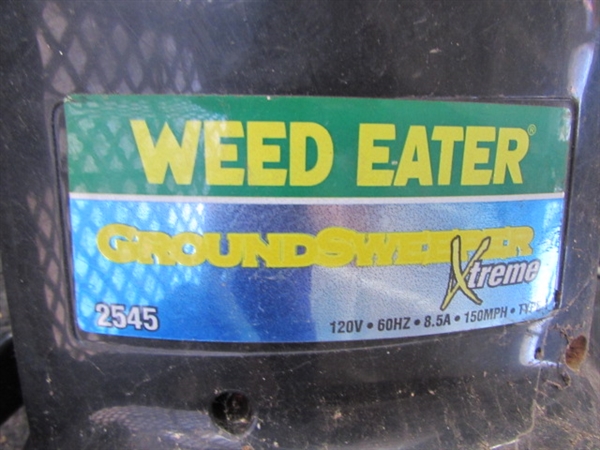 WEED EATER®
GROUNDSWEEPER
Xtreme
2545
120V • 60HZ • 8.5A • 150MPH •